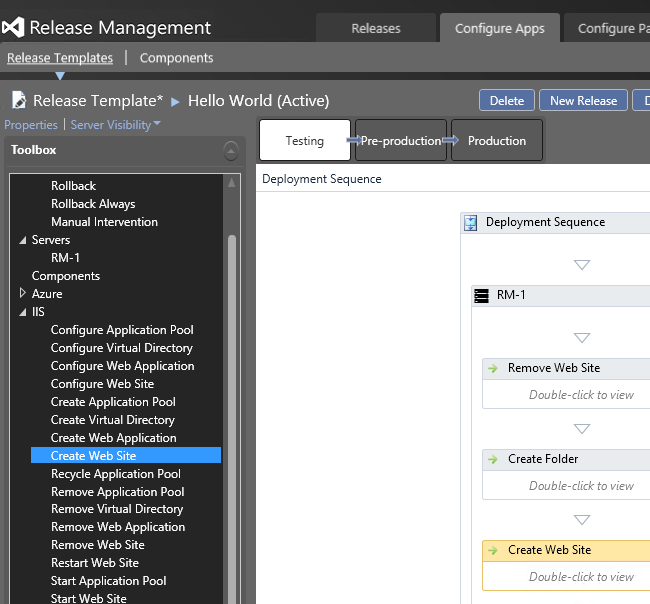 Release Management
Releases
Configure Apps
Configure Pa
Release Templates | Components
Release Template* ▶ Hello World (Active)
Delete
New Release
D
Properties | Server Visibility
Toolbox
Testing
Pre-production
Production
Deployment Sequence
Rollback
Rollback Always
Manual Intervention
Servers
RM-1
Components
Azure
IIS
Configure Application Pool
Configure Virtual Directory
Configure Web Application
Configure Web Site
Create Application Pool
Create Virtual Directory
Create Web Application
Create Web Site
Recycle Application Pool
Remove Application Pool
Remove Virtual Directory
Remove Web Application
Remove Web Site
Restart Web Site
Start Application Pool
Start Web Site
Deployment Sequence
RM-1
Remove Web Site
Double-click to view
Create Folder
Double-click to view
Create Web Site
Double-click to view